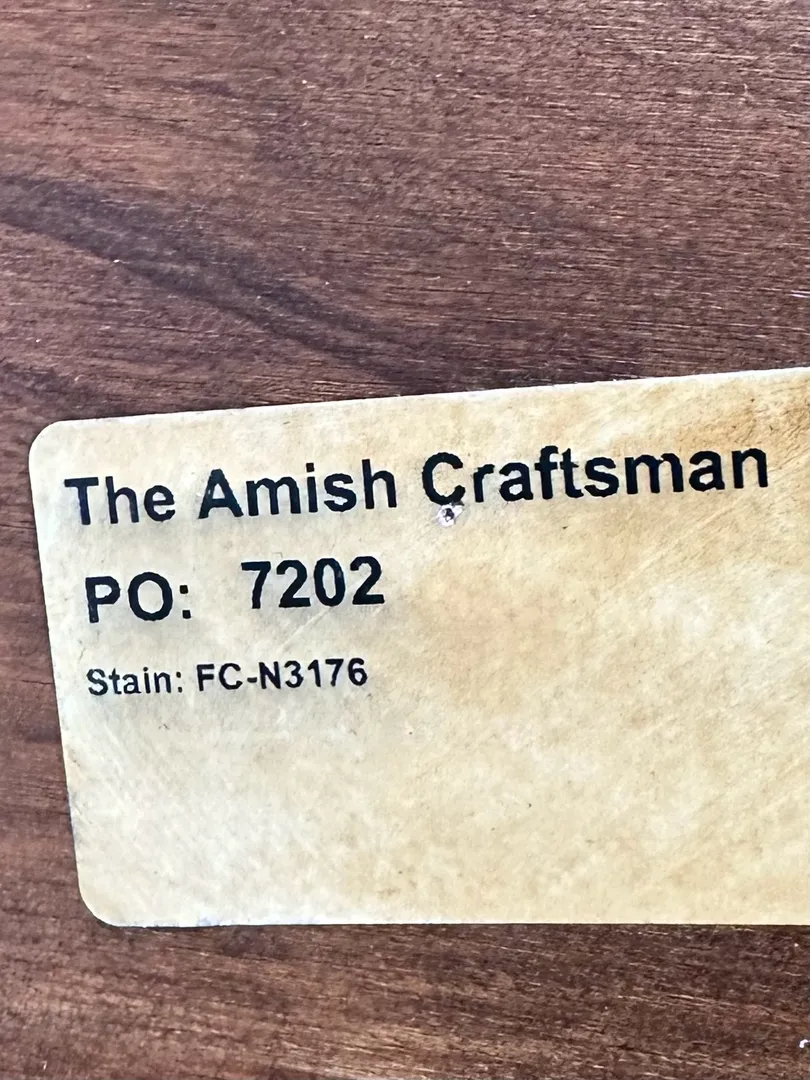 The Amish Craftsman
PO: 7202
Stain: FC-N3176